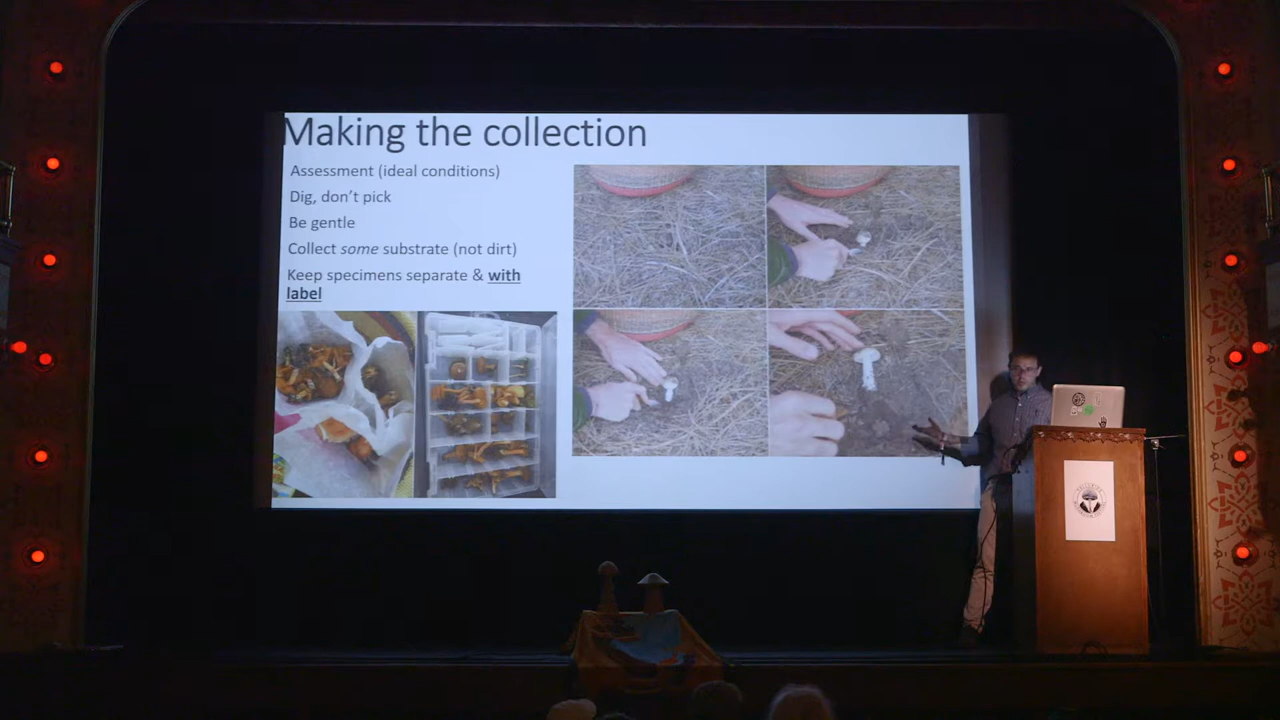 Making the collection
Assessment (ideal conditions)
Dig, don't pick
Be gentle
Collect some substrate (not dirt)
Keep specimens separate & with
label